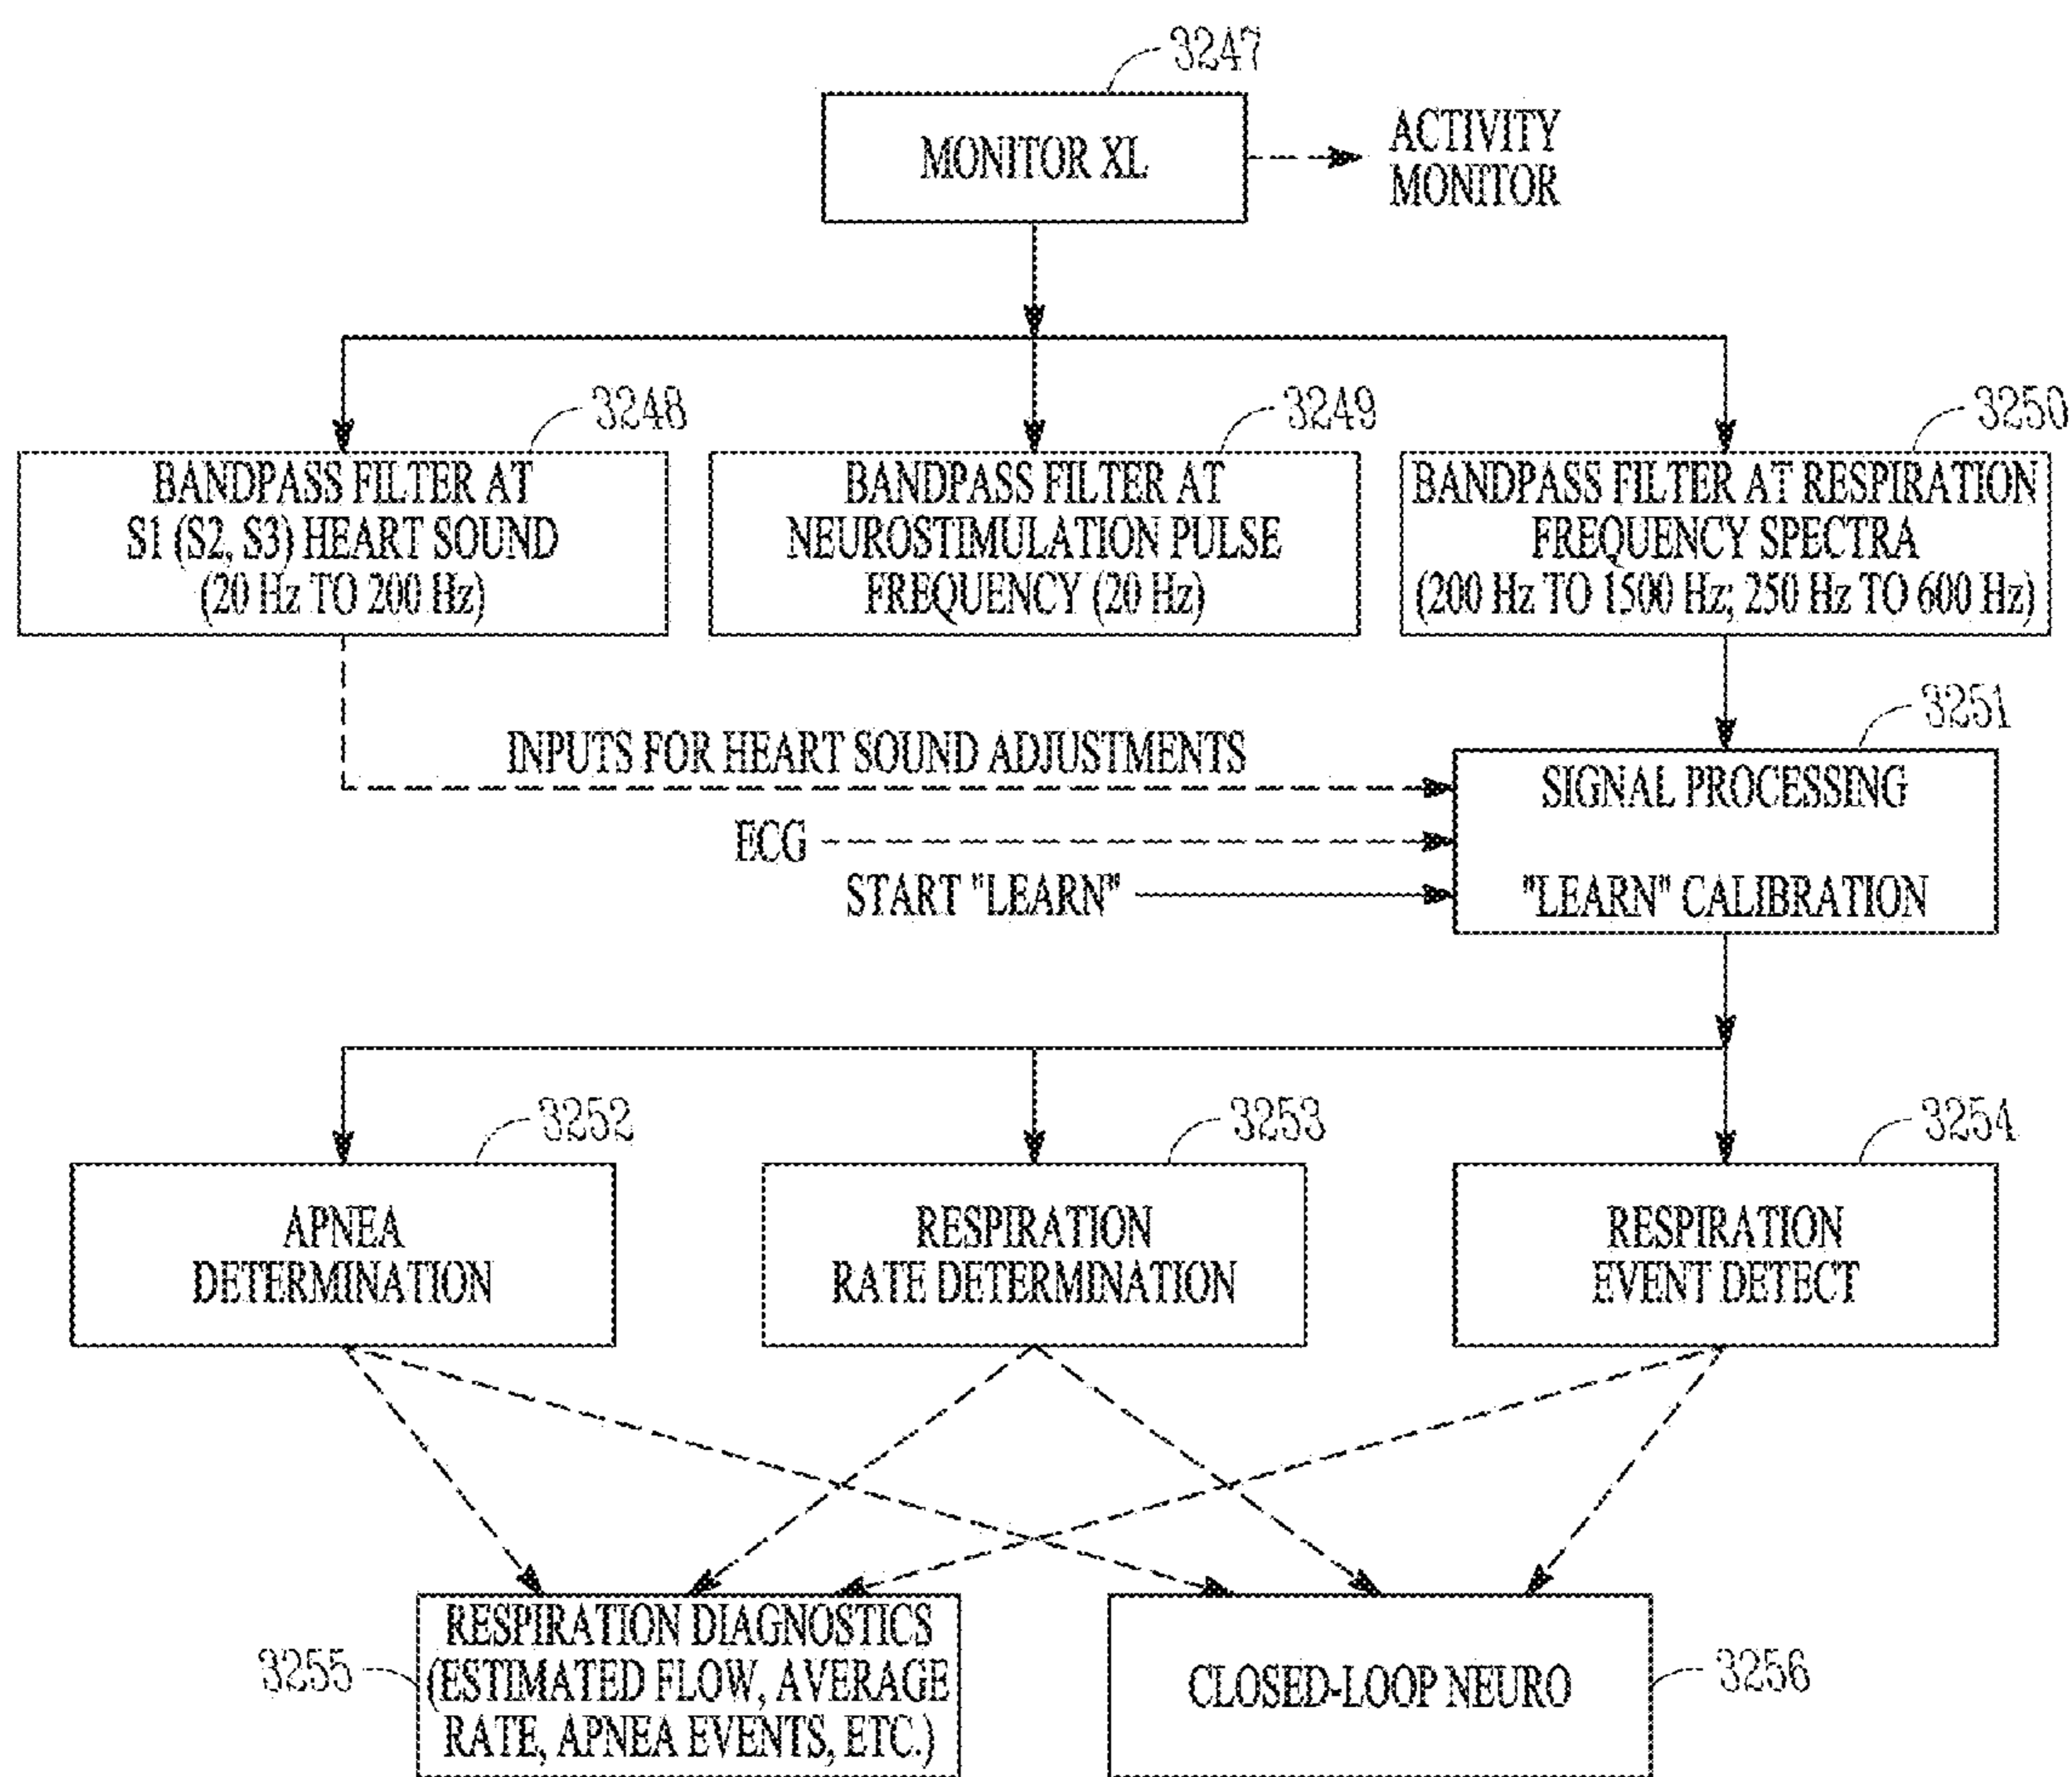 3247
MONITOR XL
ACTIVITY
MONITOR
3248
BANDPASS FILTER AT
S1 (S2, S3) HEART SOUND
(20 Hz TO 200 Hz)
3249
BANDPASS FILTER AT
NEUROSTIMULATION PULSE
FREQUENCY (20 Hz)
3250
BANDPASS FILTER AT RESPIRATION
FREQUENCY SPECTRA
(200 Hz TO 1500 Hz; 250 Hz TO 600 Hz)
INPUTS FOR HEART SOUND ADJUSTMENTS
ECG
START "LEARN"
3251
SIGNAL PROCESSING
"LEARN" CALIBRATION
3252
APNEA
DETERMINATION
3253
RESPIRATION
RATE DETERMINATION
3254
RESPIRATION
EVENT DETECT
3255
RESPIRATION DIAGNOSTICS
(ESTIMATED FLOW, AVERAGE
RATE, APNEA EVENTS, ETC.)
CLOSED-LOOP NEURO
3256